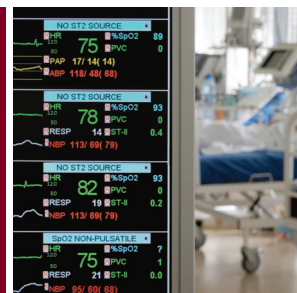 NO ST2 SOURCE
HR 75 %SpO2 89
120
50
PVC 0
PAP 17/ 14( 14)
ABP 118/ 48( 68)
NO ST2 SOURCE
HR 78 %SpO2 93
120
50
PVC 0
RESP 14 ST-II 0.4
NBP 113/ 69( 79)
NO ST2 SOURCE
HR 82 %SpO2 93
120
50
PVC 0
RESP 19 ST-II 0.2
NBP 113/ 69( 79)
SpO2 NON-PULSATILE
HR 75 %SpO2 ?
120
50
PVC 1
RESP 21 ST-II 0.0
NBP 95/ 60( 68)